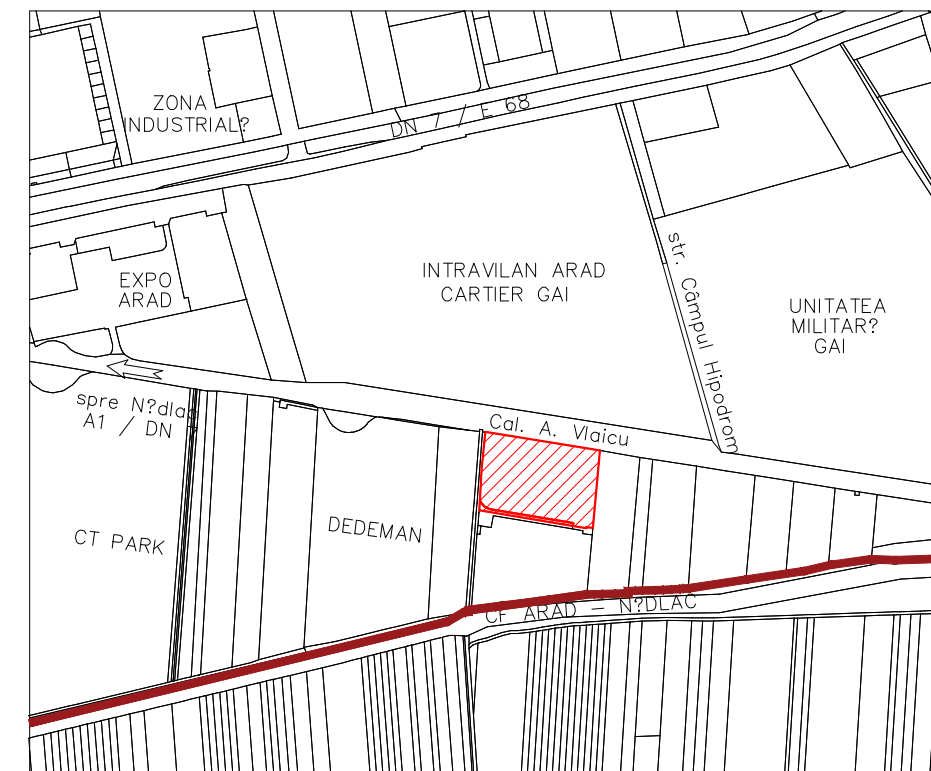 ZONA
INDUSTRIAL?
DN 7 / E 68
EXPO
ARAD
INTRAVILAN ARAD
CARTIER GAI
str. Câmpul Hipodrom
UNITATEA
MILITAR?
GAI
spre N?dlac
A1 / DN
Cal. A. Vlaicu
CT PARK
DEDEMAN
CF ARAD - N?DLAC